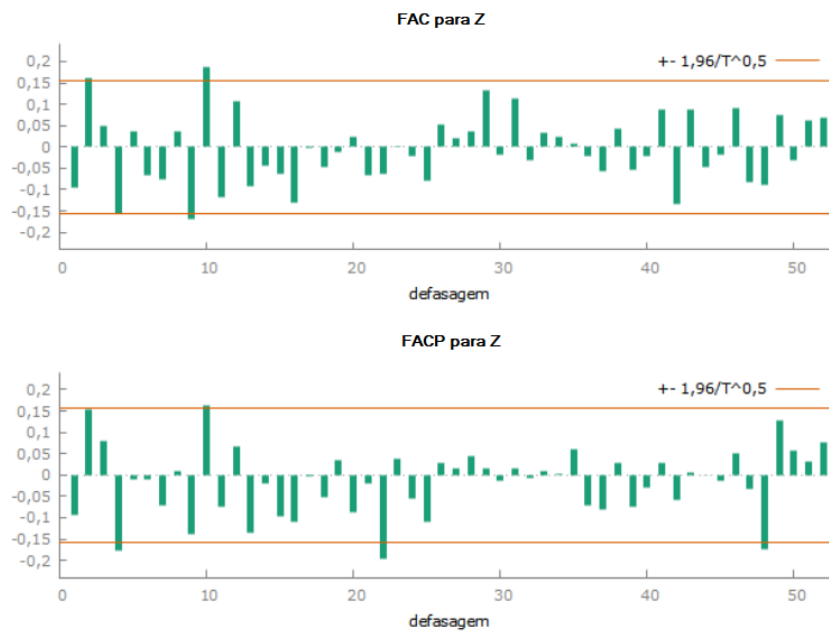 FAC para Z
+- 1,96/T^0,5
0,2
0,15
0,1
0,05
0
-0,05
-0,1
-0,15
-0,2
0 10 20 30 40 50
defasagem
FACP para Z
+- 1,96/T^0,5
0,2
0,15
0,1
0,05
0
-0,05
-0,1
-0,15
-0,2
0 10 20 30 40 50
defasagem